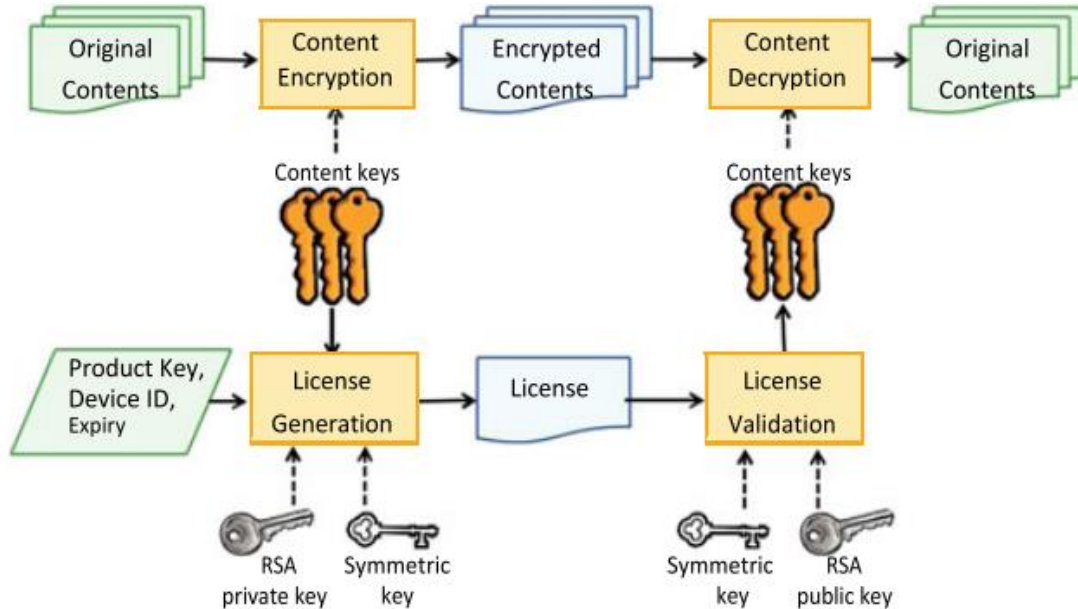 Original
Contents
Content
Encryption
Encrypted
Contents
Content
Decryption
Original
Contents
Content keys
Content keys
Product Key,
Device ID,
Expiry
License
Generation
License
License
Validation
RSA
private key
Symmetric
key
Symmetric
key
RSA
public key